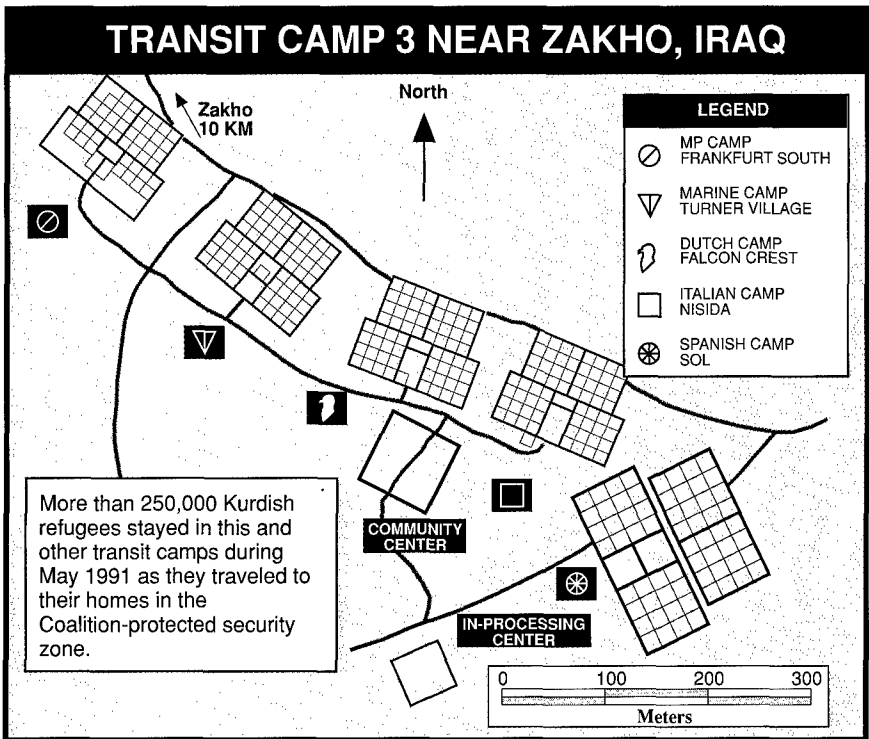 TRANSIT CAMP 3 NEAR ZAKHO, IRAQ
Zakho
10 KM
North
LEGEND
MP CAMP
FRANKFURT SOUTH
MARINE CAMP
TURNER VILLAGE
DUTCH CAMP
FALCON CREST
ITALIAN CAMP
NISIDA
SPANISH CAMP
SOL
More than 250,000 Kurdish
refugees stayed in this and
other transit camps during
May 1991 as they traveled to
their homes in the
Coalition-protected security
zone.
COMMUNITY
CENTER
IN-PROCESSING
CENTER
0 100 200 300
Meters